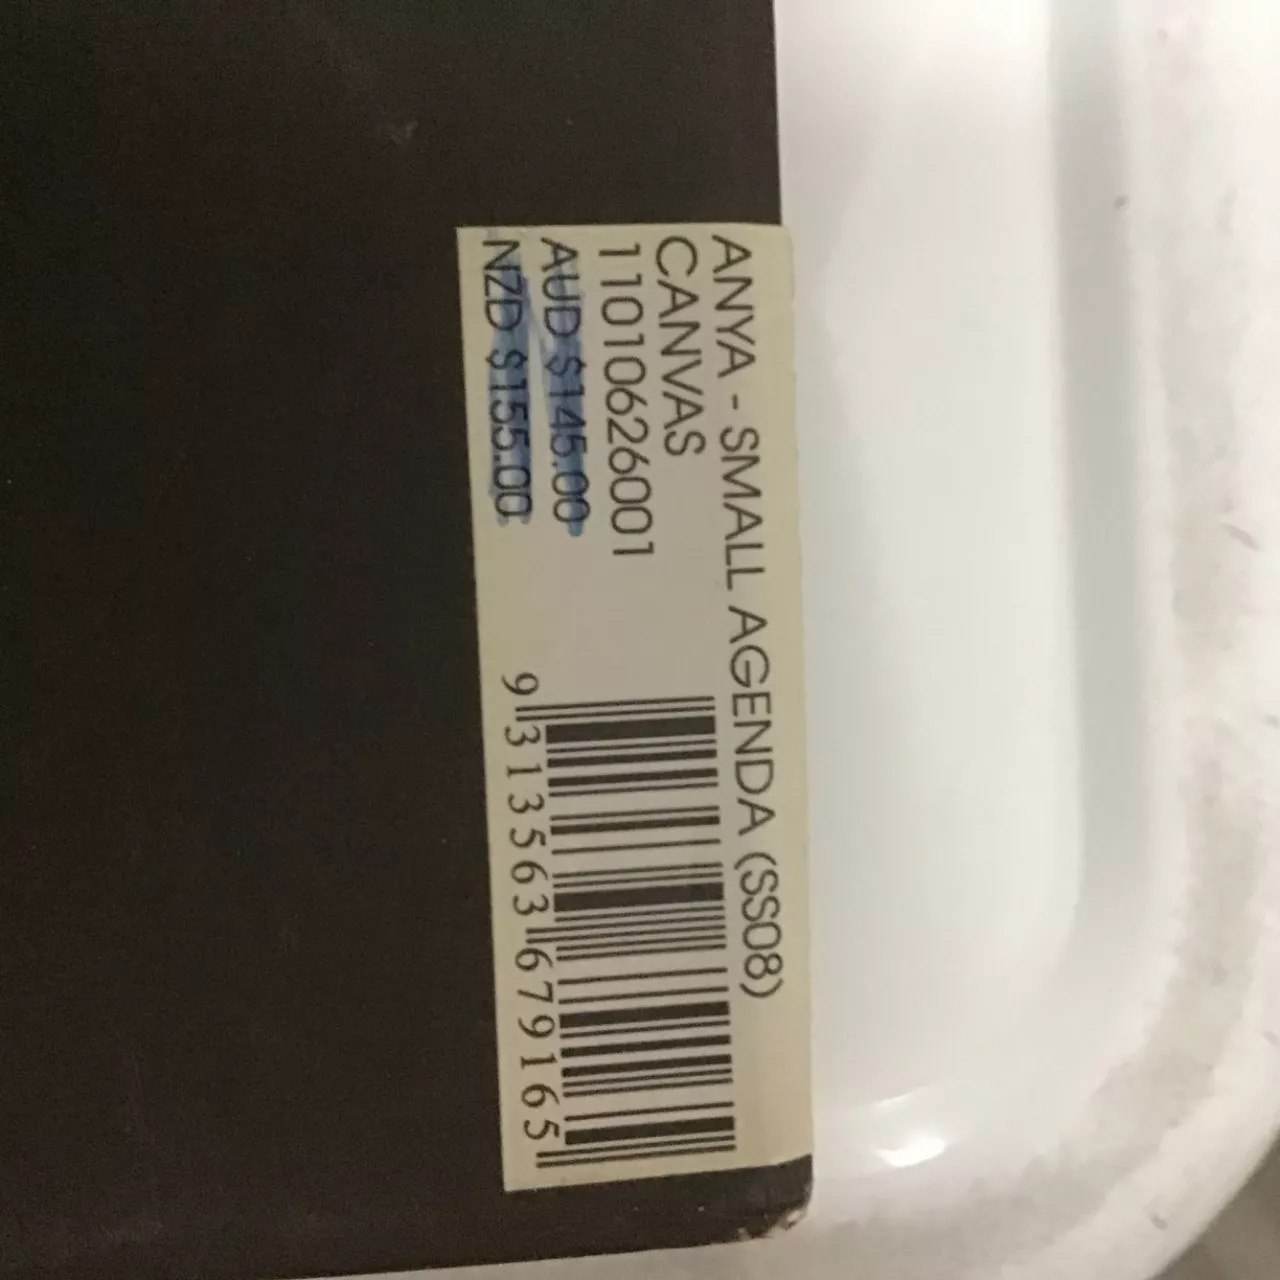 ANYA - SMALL AGENDA (SS08)
CANVAS
11010626001
AUD $145.00
NZD $155.00
9 313563 679165